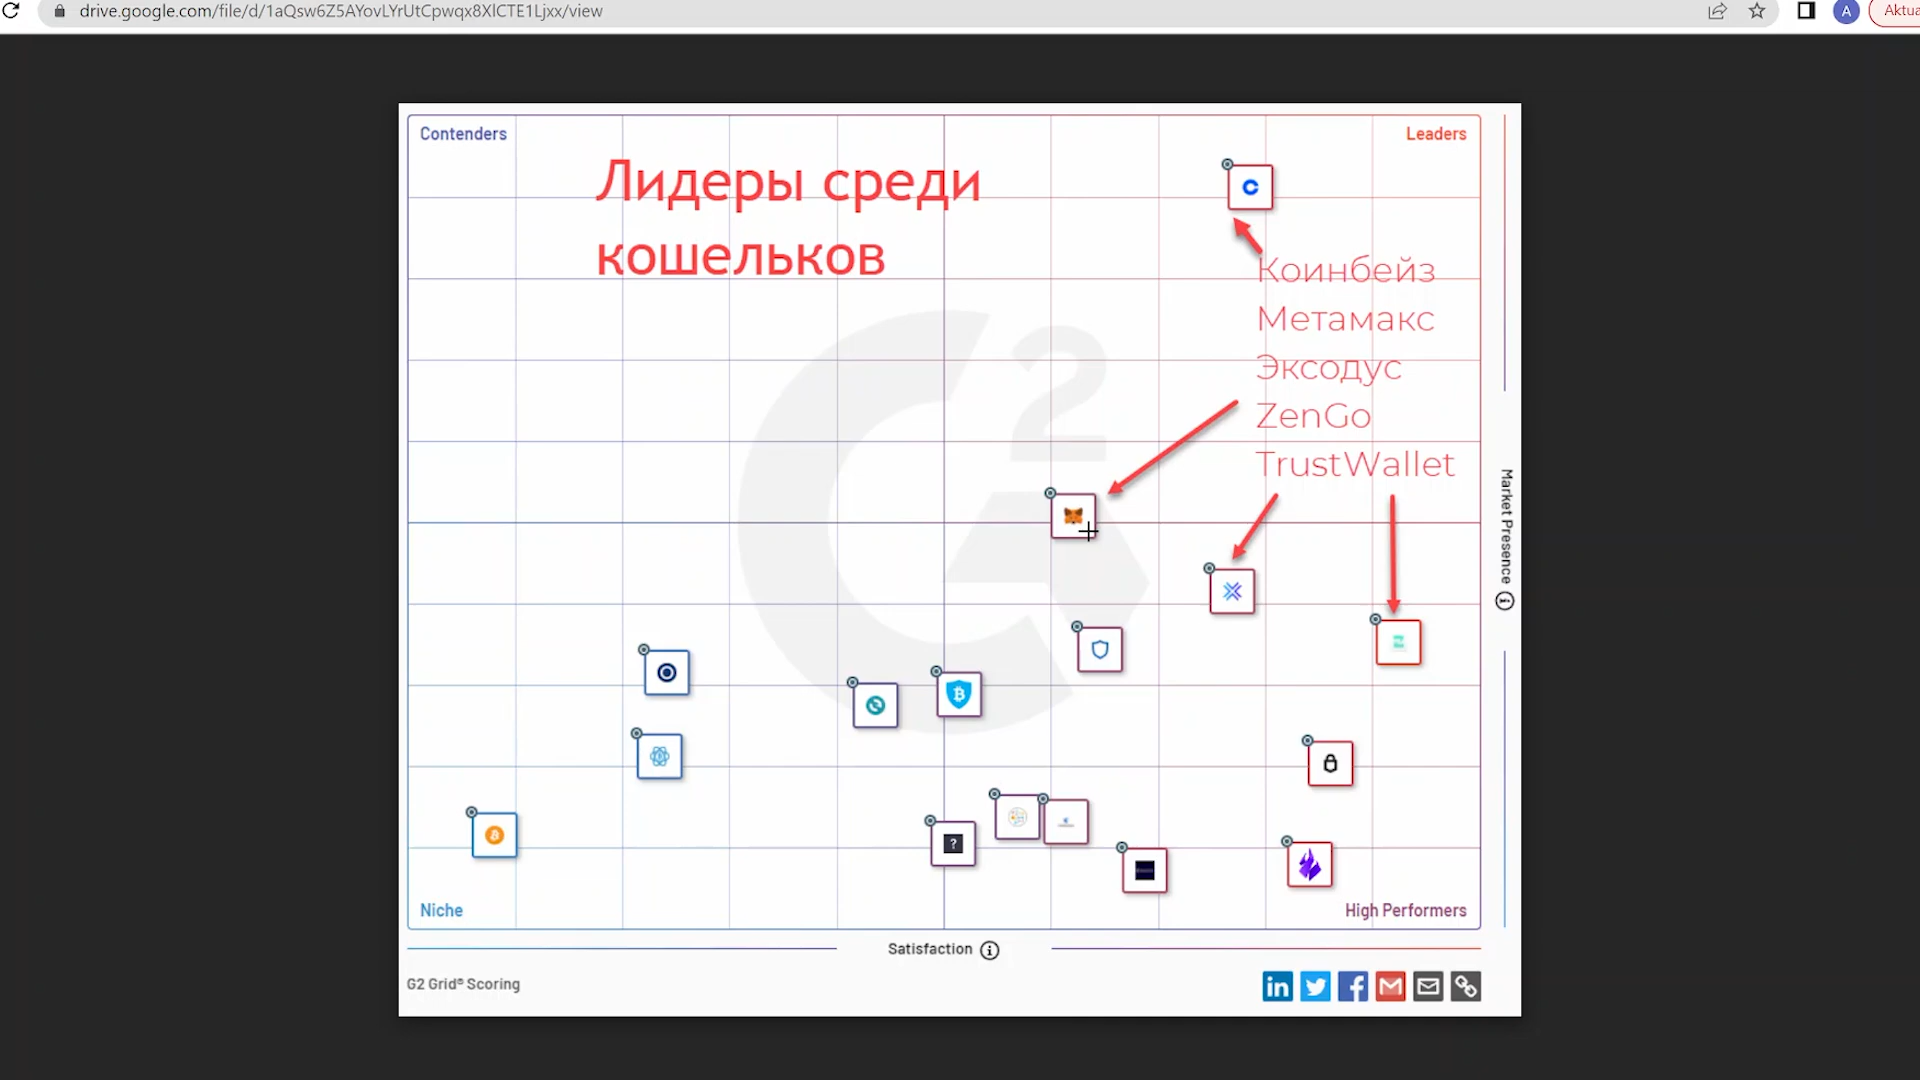 drive.google.com/file/d/1aQsw6Z5AYovLYrUtCpwqx8XlCTE1Ljxx/view
A
Aktua
Contenders
Leaders
Лидеры среди
кошельков
Коинбейз
Метамакс
Эксодус
ZenGo
TrustWallet
Market Presence
Niche
High Performers
Satisfaction
G2 Grid® Scoring